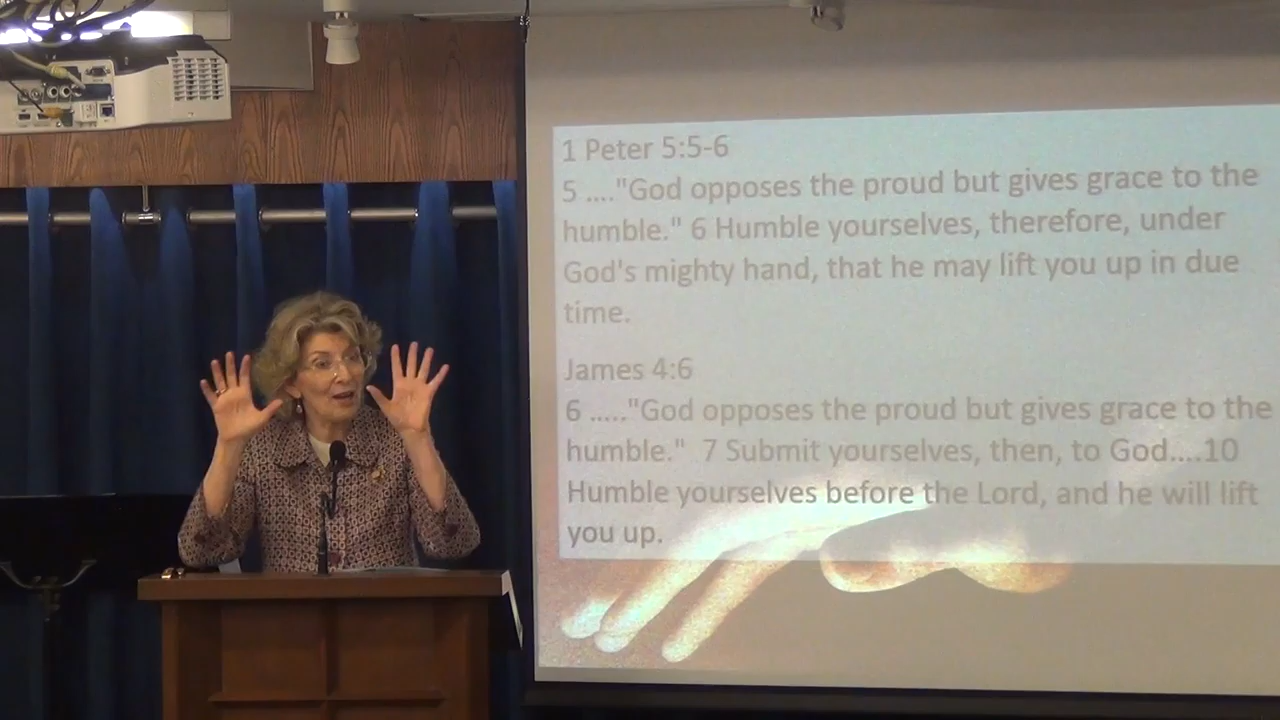 1 Peter 5:5-6
5 ...."God opposes the proud but gives grace to the
humble." 6 Humble yourselves, therefore, under
God's mighty hand, that he may lift you up in due
time.
James 4:6
6 ....."God opposes the proud but gives grace to the
humble."  7 Submit yourselves, then, to God....10
Humble yourselves before the Lord, and he will lift
you up.